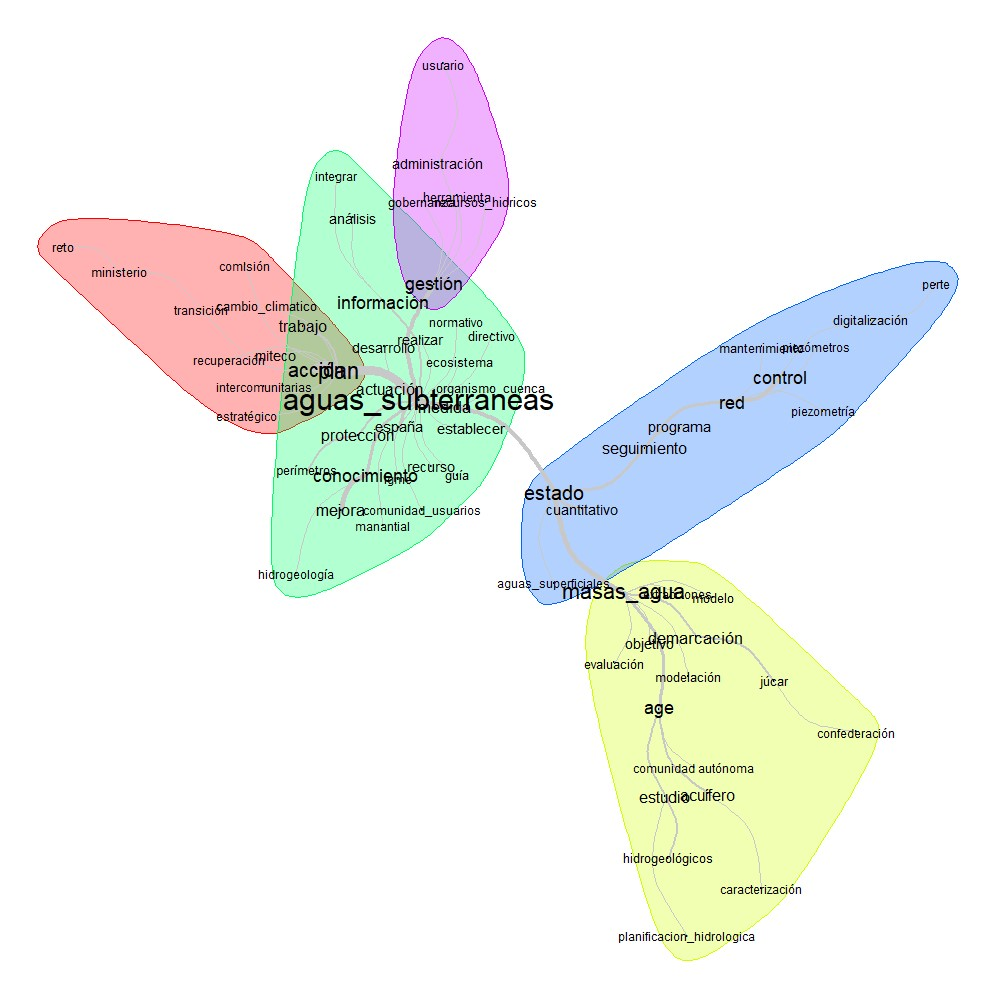 usuario
administración
integrar
herramienta
gobernanza
recursos_hidricos
análisis
reto
ministerio
comlsión
gestión
perte
información
cambio_climatico
transición
digitalización
normativo
trabajo
directivo
realizar
desarrollo
mantenimiento
piezómetros
miteco
recuperación
ecosistema
acción
plan
control
intercomunitarias
actuación
organismo_cuenca
aguas_subterraneas
medida
red
piezometría
estratégico
españa
establecer
programa
protección
seguimiento
perímetros
conocimiento
recurso
guía
igme
estado
mejora
comunidad_usuarios
cuantitativo
manantial
hidrogeología
aguas_superficiales
masas_agua
modelo
demarcación
objetivo
evaluación
modelación
júcar
age
confederación
comunidad autónoma
estudio
acuífero
hidrogeológicos
caracterización
planificacion_hidrologica